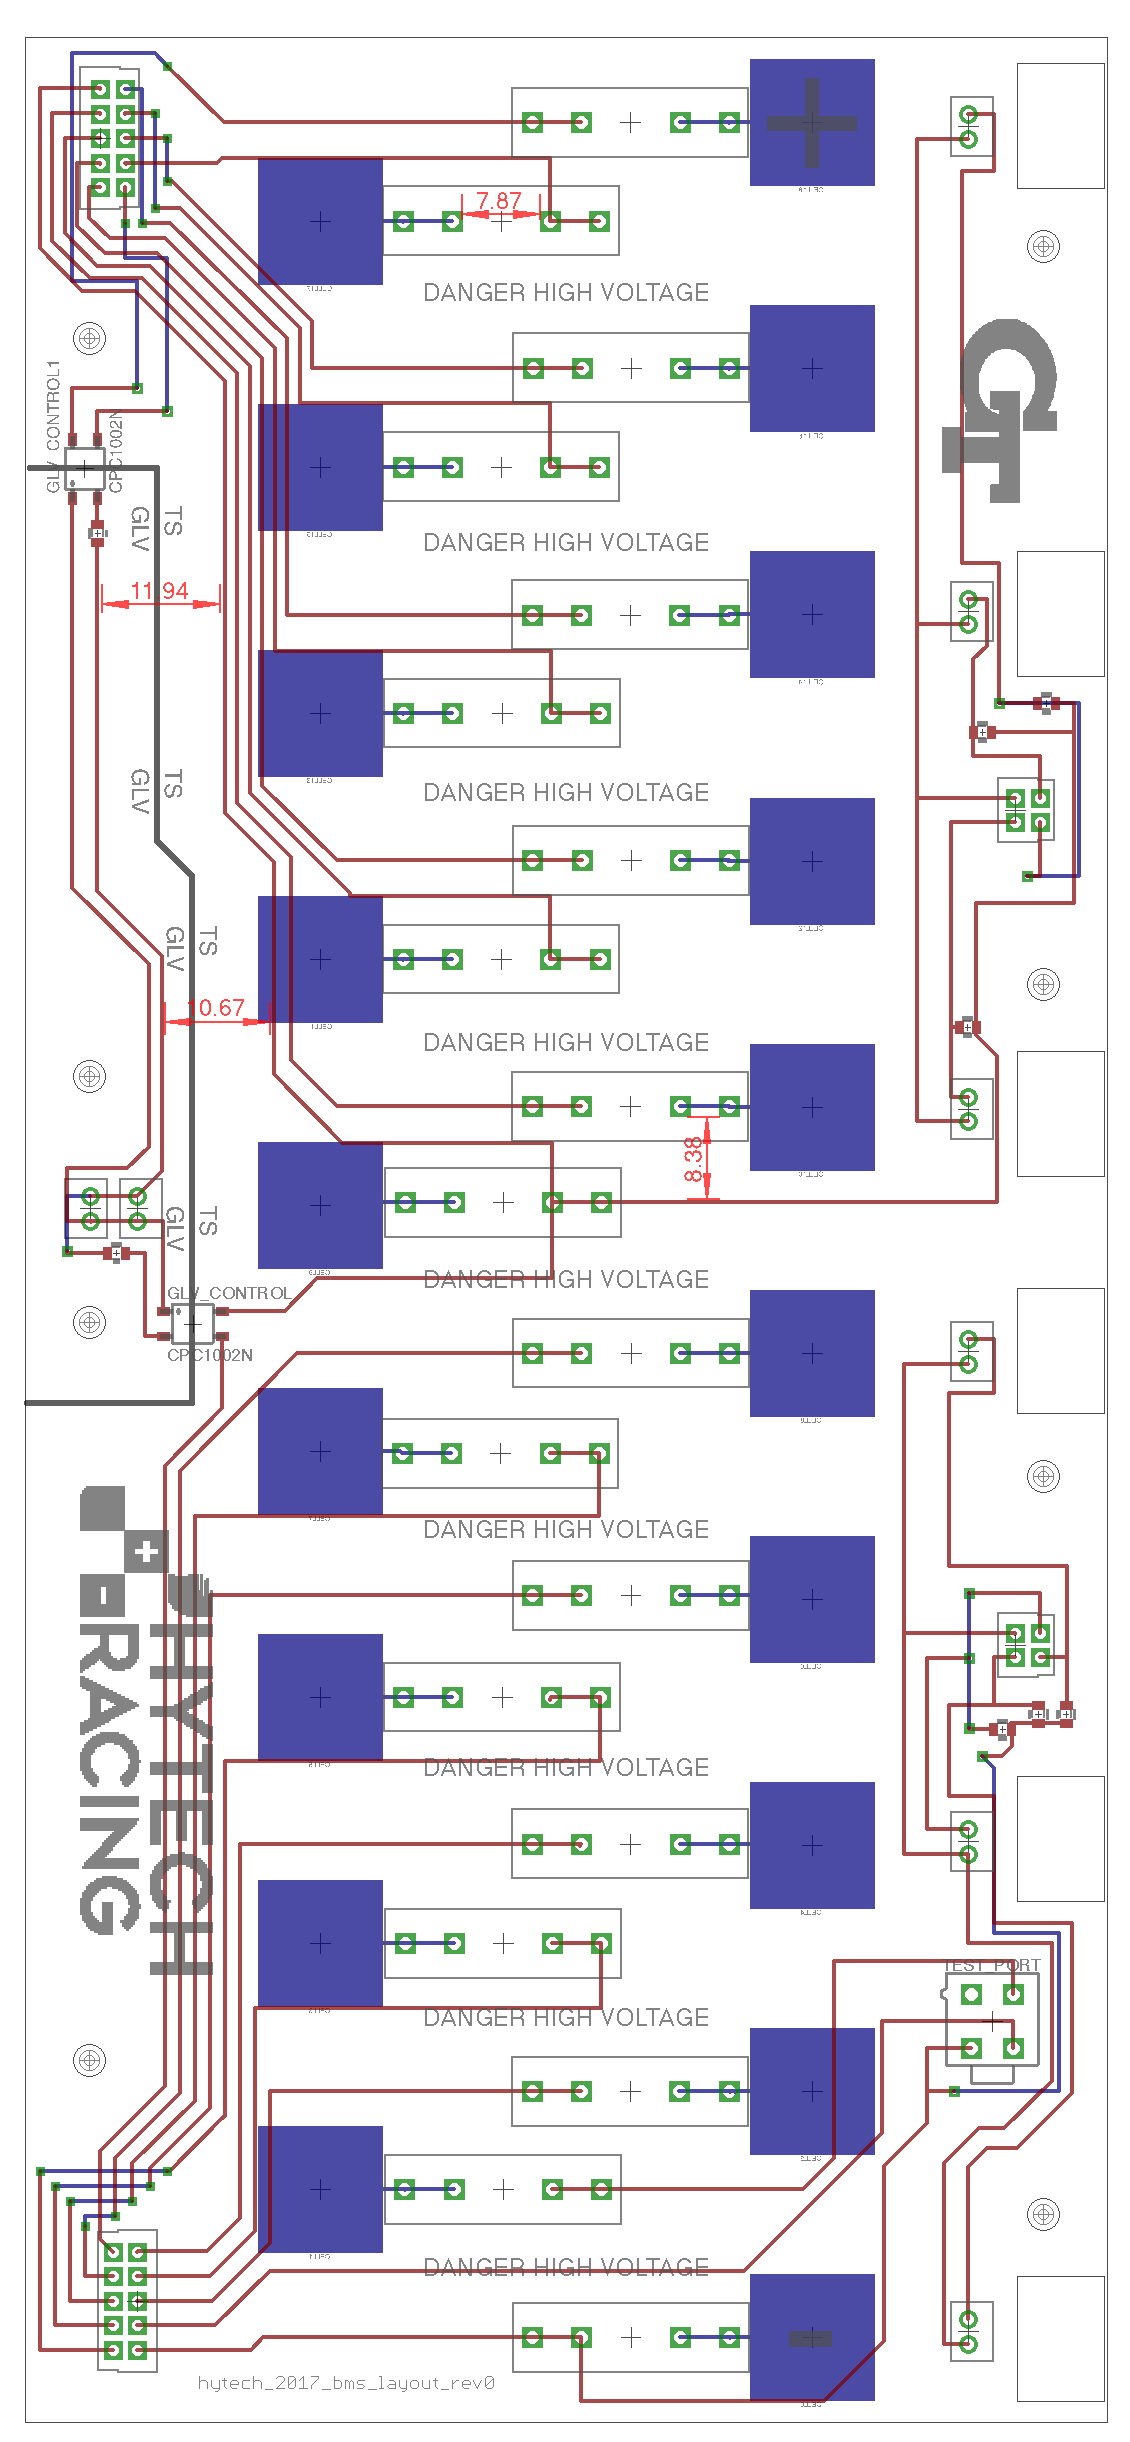 7.87
DANGER HIGH VOLTAGE
GLV_CONTROL1
CPC1002N
TS
GLV
DANGER HIGH VOLTAGE
11.94
TS
GLV
DANGER HIGH VOLTAGE
TS
GLV
10.67
DANGER HIGH VOLTAGE
8.38
TS
GLV
DANGER HIGH VOLTAGE
GLV_CONTROL
CPC1002N
DANGER HIGH VOLTAGE
HYTECH
RACING
DANGER HIGH VOLTAGE
TEST_PORT
DANGER HIGH VOLTAGE
DANGER HIGH VOLTAGE
hytech_2017_bms_layout_rev0